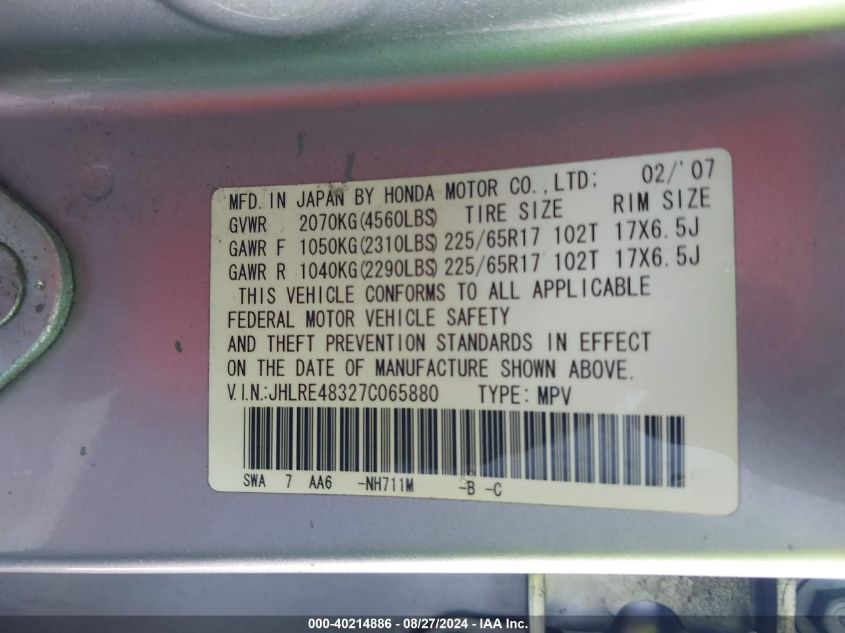 MFD. IN JAPAN BY HONDA MOTOR CO.,LTD; 02/'07
GVWR 2070KG(4560LBS) TIRE SIZE RIM SIZE
GAWR F 1050KG(2310LBS) 225/65R17 102T 17X6.5J
GAWR R 1040KG(2290LBS) 225/65R17 102T 17X6.5J
THIS VEHICLE CONFORMS TO ALL APPLICABLE
FEDERAL MOTOR VEHICLE SAFETY
AND THEFT PREVENTION STANDARDS IN EFFECT
ON THE DATE OF MANUFACTURE SHOWN ABOVE.
V.I.N.:JHLRE48327C065880 TYPE: MPV
SWA 7 AA6 -NH711M -B -C
000-40214886 - 08/27/2024 - IAA Inc.